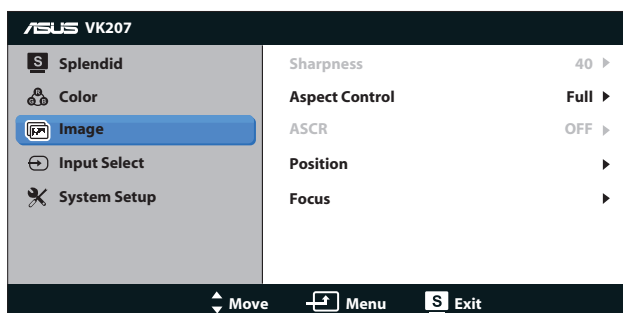 ASUS VK207
S Splendid
Color
Image
Input Select
System Setup
Sharpness 40
Aspect Control Full
ASCR OFF
Position
Focus
Move Menu S Exit